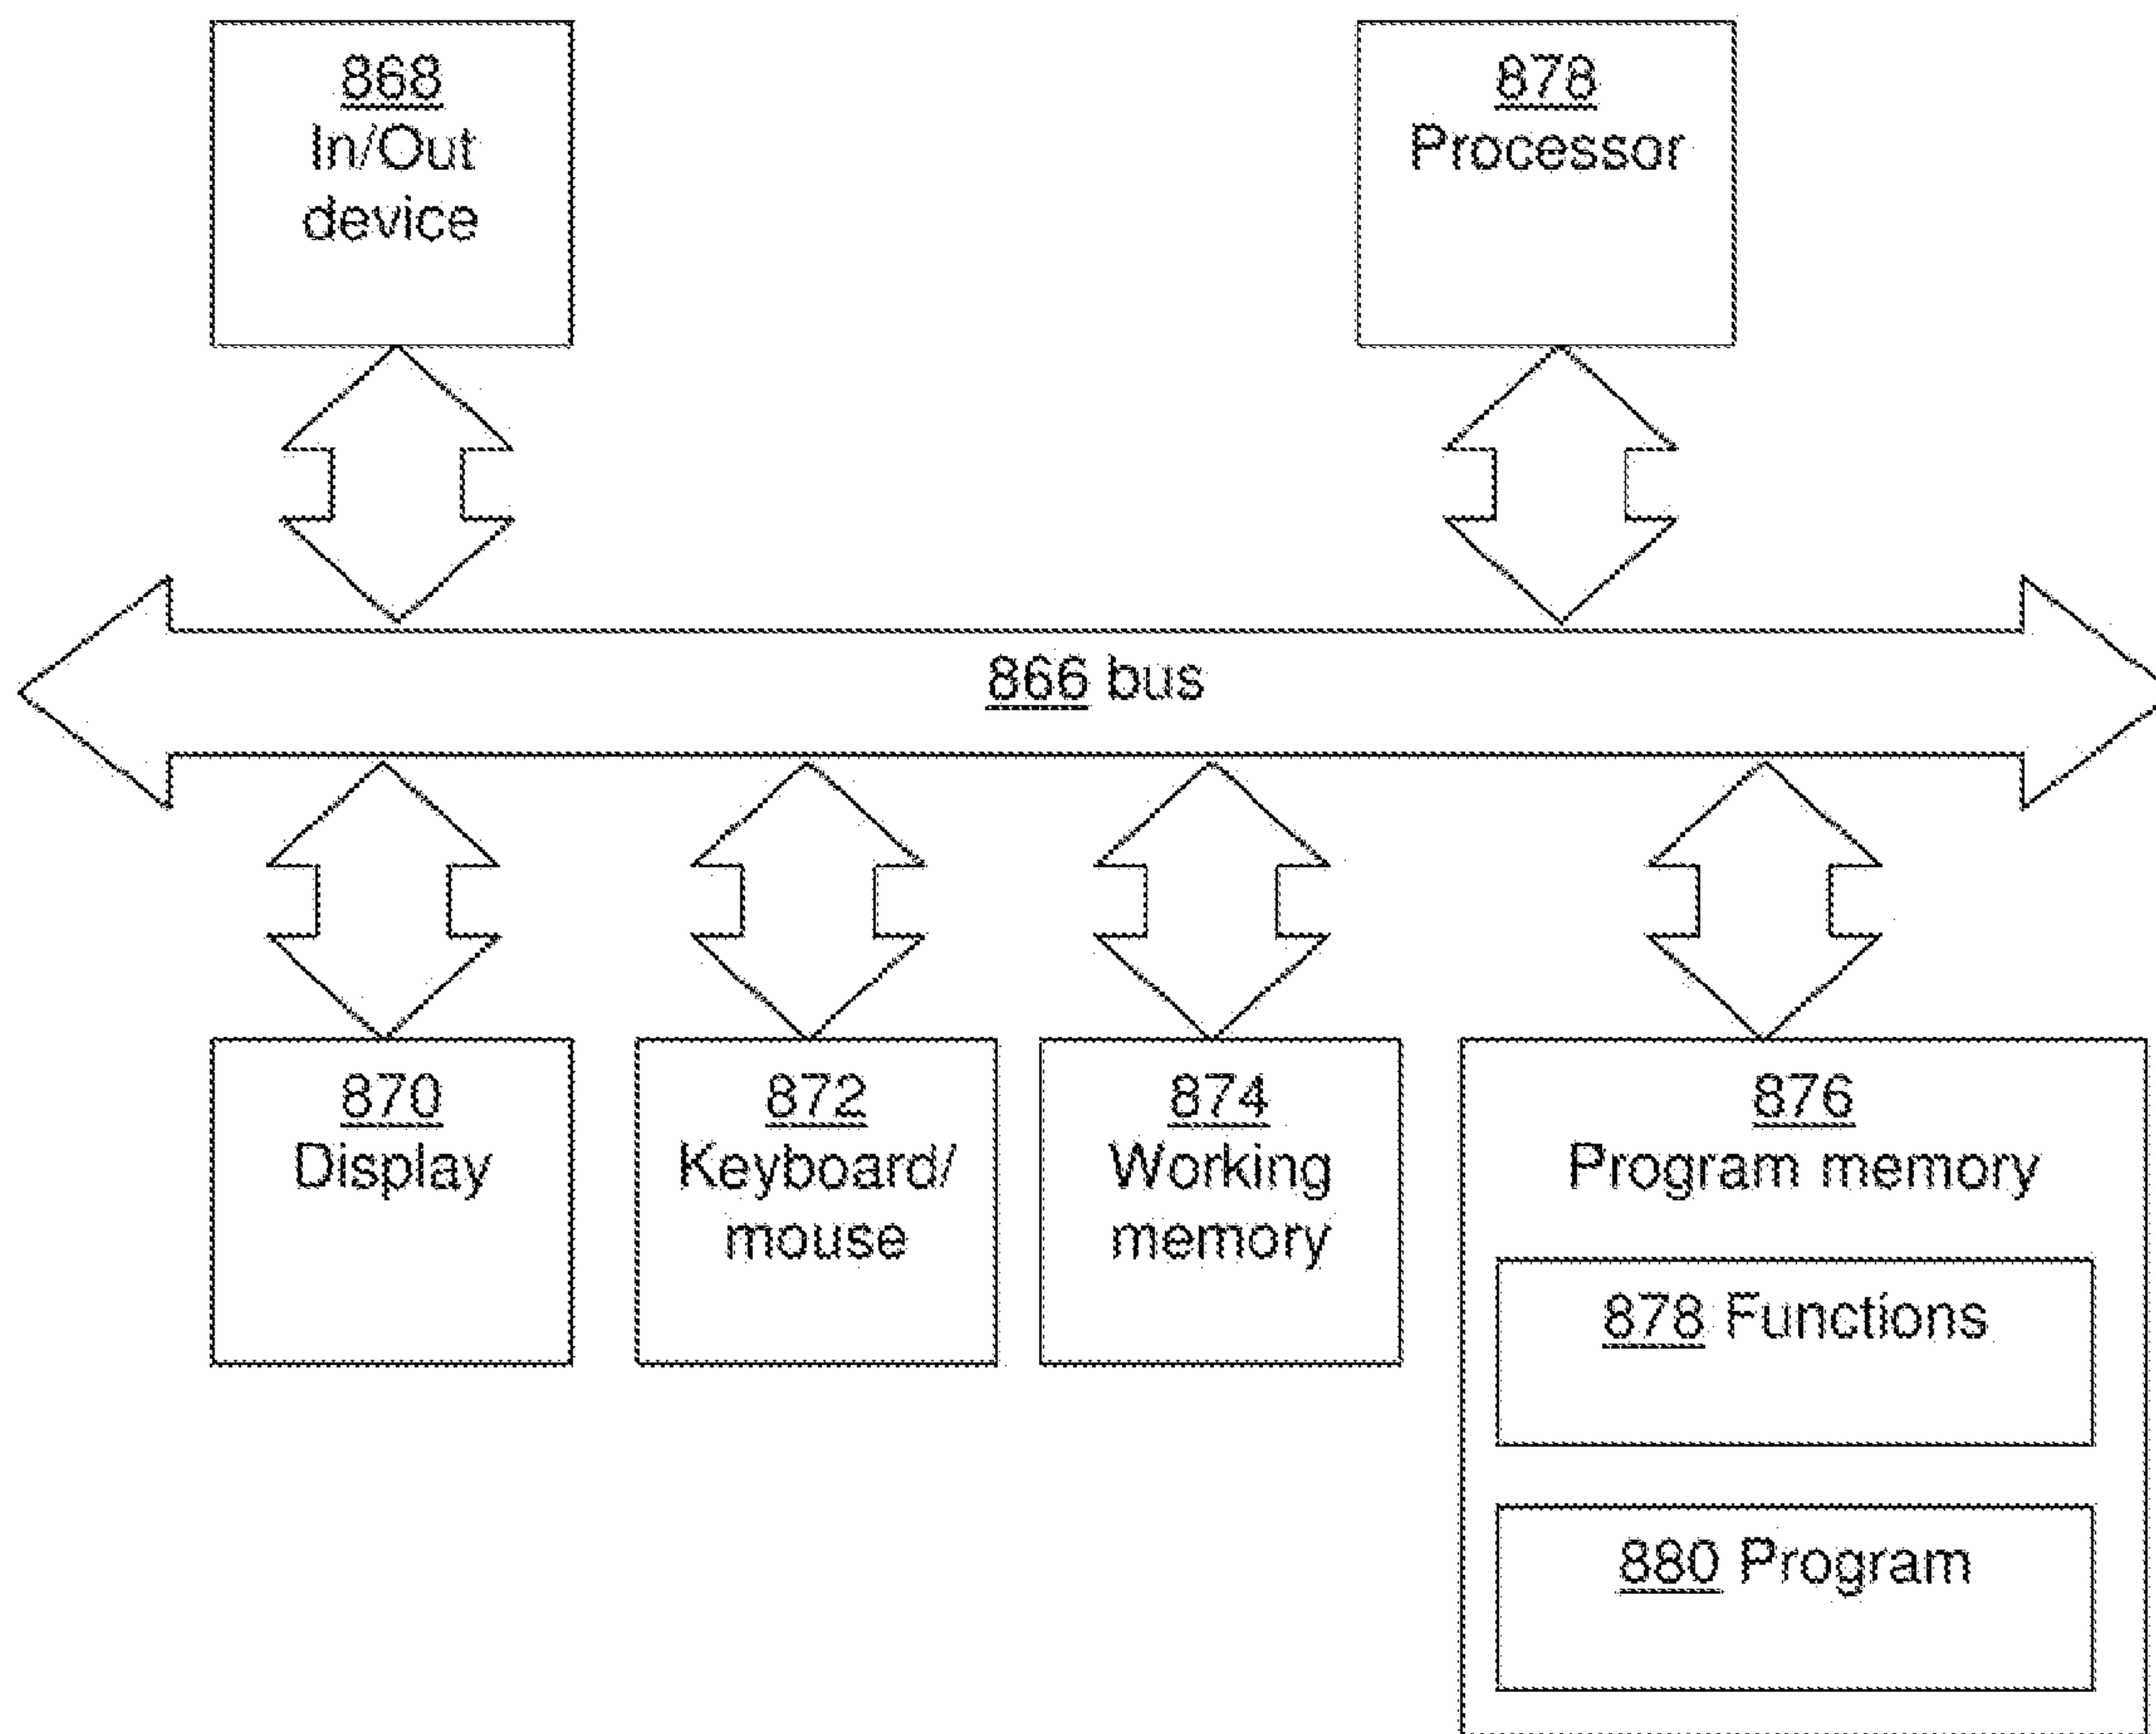 868
In/Out
device
878
Processor
866 bus
870
Display
872
Keyboard/
mouse
874
Working
memory
876
Program memory
878 Functions
880 Program